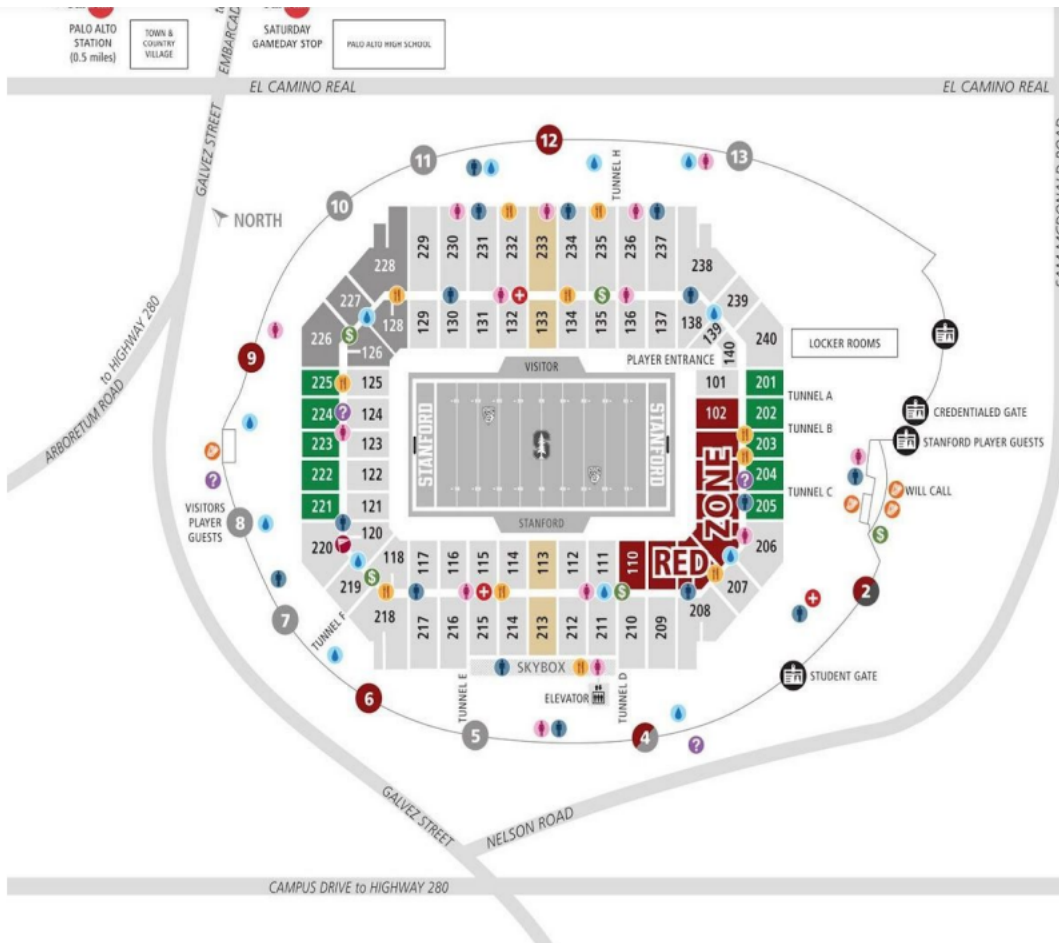 PALO ALTO
STATION
(0.5 miles)
TOWN &
COUNTRY
VILLAGE
to
EMBARCAD
SATURDAY
GAMEDAY STOP
PALO ALTO HIGH SCHOOL
EL CAMINO REAL
EL CAMINO REAL
GALVEZ STREET
NORTH
to HIGHWAY 280
ARBORETUM ROAD
9
10
11
12
13
TUNNEL H
229
230
231
232
233
234
235
236
237
238
239
240
228
227
226
128
126
129
130
131
132
133
134
135
136
137
138
139
140
PLAYER ENTRANCE
LOCKER ROOMS
VISITOR
STANFORD
STANFORD
STANFORD
S
225
224
223
222
221
220
219
218
125
124
123
122
121
120
118
101
102
201
202
203
204
205
206
207
208
TUNNEL A
TUNNEL B
TUNNEL C
CREDENTIALED GATE
STANFORD PLAYER GUESTS
WILL CALL
RED
ZONE
117
116
115
114
113
112
111
110
217
216
215
214
213
212
211
210
209
SKYBOX
ELEVATOR
TUNNEL F
TUNNEL E
TUNNEL D
VISITORS
PLAYER
GUESTS
8
7
6
5
4
2
STUDENT GATE
GALVEZ STREET
NELSON ROAD
CAMPUS DRIVE to HIGHWAY 280